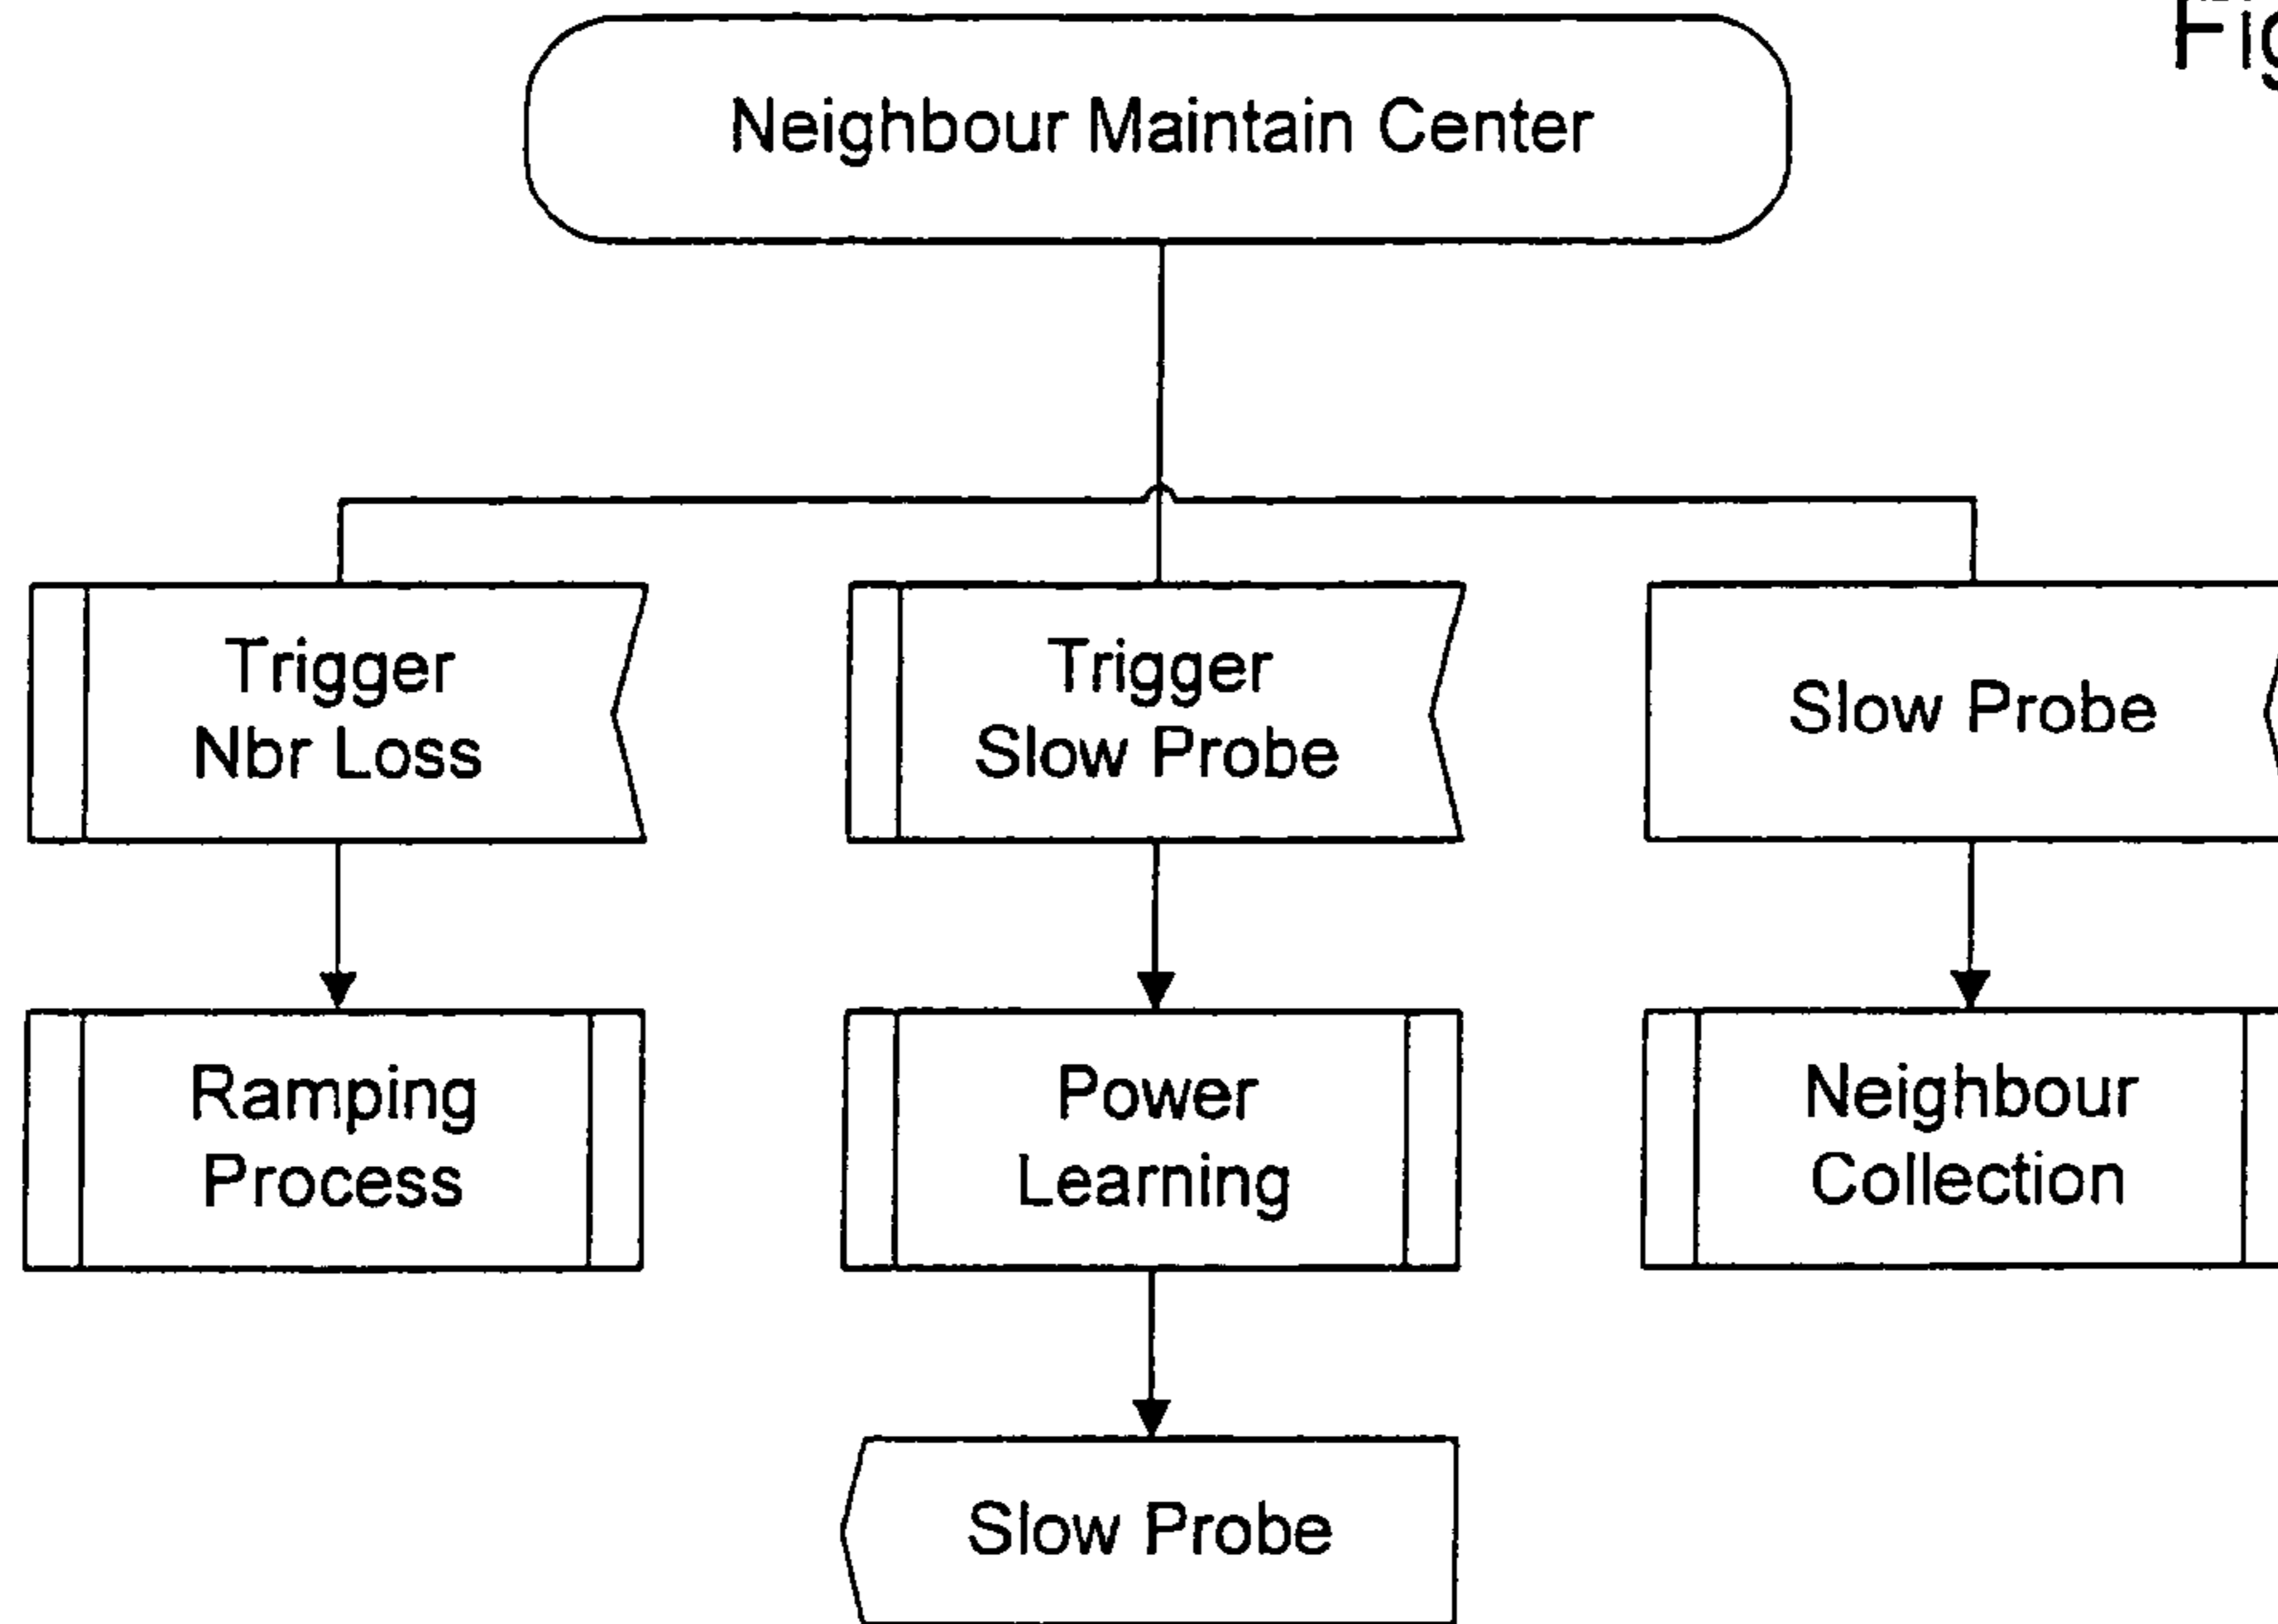 Neighbour Maintain Center
Trigger
Nbr Loss
Trigger
Slow Probe
Slow Probe
Ramping
Process
Power
Learning
Neighbour
Collection
Slow Probe